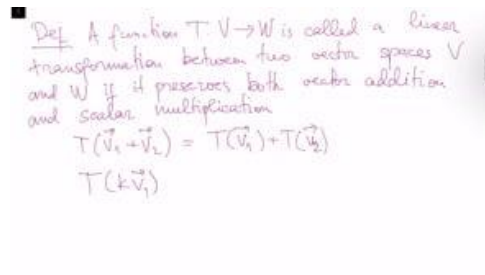 Def A function T: V→W is called a linear
transformation between two vector spaces V
and W if it preserves both vector addition
and scalar multiplication
T(v⃗₁ + v⃗₂) = T(v⃗₁) + T(v⃗₂)
T(kv⃗₁)